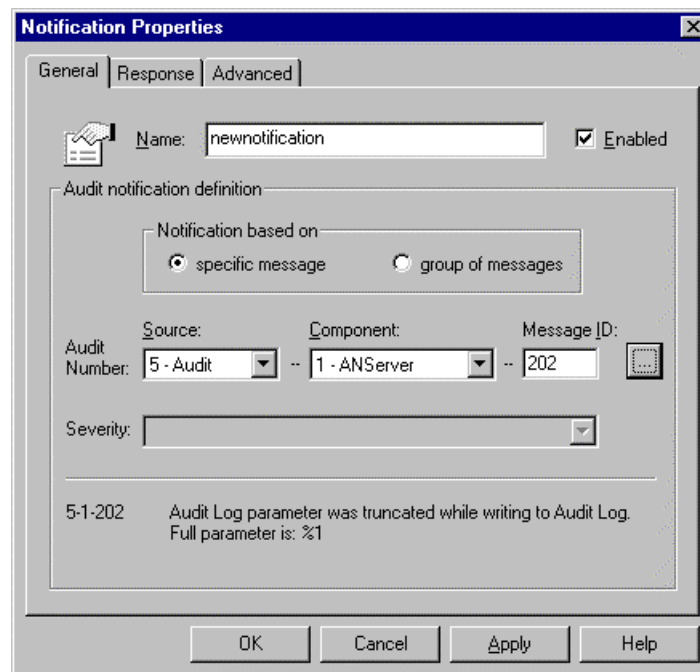 Notification Properties
General Response Advanced
Name: newnotification Enabled
Audit notification definition
Notification based on
specific message group of messages
Source: Component: Message ID:
Audit
Number: 5 - Audit -- 1 - ANServer -- 202 ...
Severity:
5-1-202 Audit Log parameter was truncated while writing to Audit Log.
Full parameter is: %1
OK Cancel Apply Help